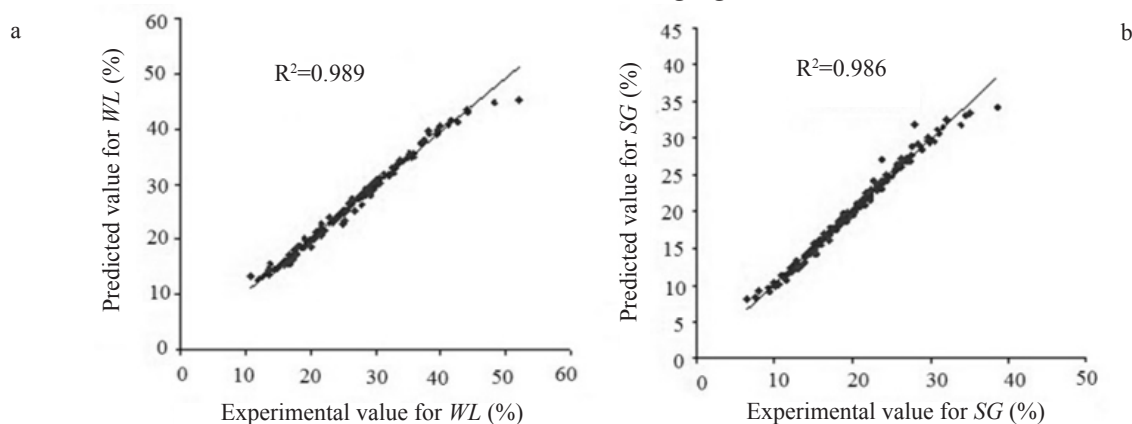 a
R²=0.989
Predicted value for WL (%)
60
50
40
30
20
10
0
0 10 20 30 40 50 60
Experimental value for WL (%)
b
R²=0.986
Predicted value for SG (%)
45
40
35
30
25
20
15
10
5
0
0 10 20 30 40 50
Experimental value for SG (%)